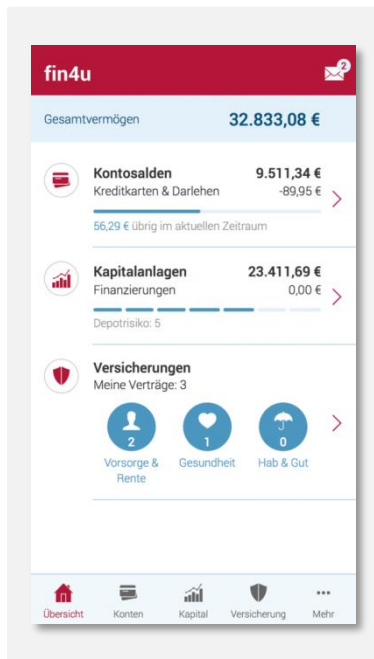 fin4u
2
Gesamtvermögen 32.833,08 €
Kontosalden 9.511,34 €
Kreditkarten & Darlehen -89,95 €
56,29 € übrig im aktuellen Zeitraum
Kapitalanlagen 23.411,69 €
Finanzierungen 0,00 €
Depotrisiko: 5
Versicherungen
Meine Verträge: 3
2 1 0
Vorsorge & Gesundheit Hab & Gut
Rente
Übersicht Konten Kapital Versicherung Mehr